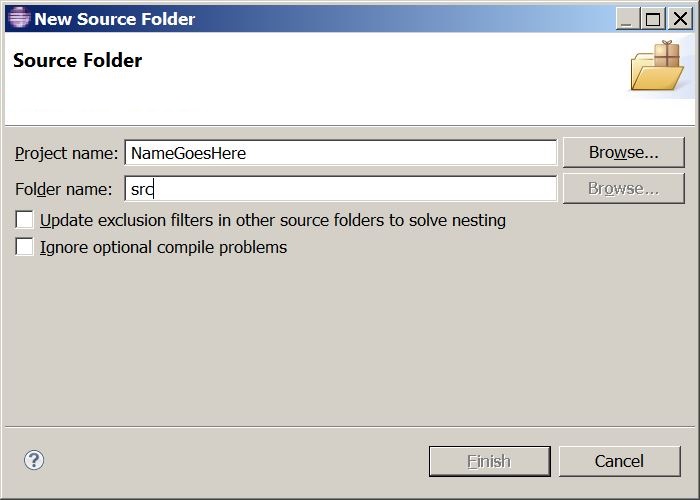 New Source Folder
Source Folder
Project name: NameGoesHere Browse...
Folder name: src Browse...
Update exclusion filters in other source folders to solve nesting
Ignore optional compile problems
? Finish Cancel